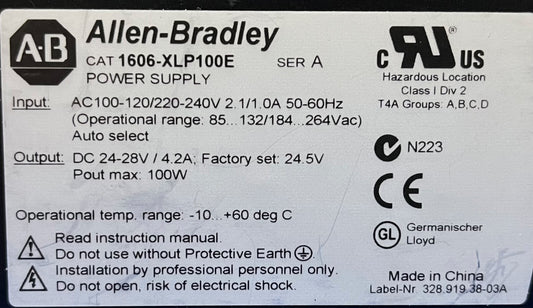 A-B Allen-Bradley
CAT 1606-XLP100E SER A
POWER SUPPLY
Input: AC100-120/220-240V 2.1/1.0A 50-60Hz
(Operational range: 85...132/184...264Vac)
Auto select
Output: DC 24-28V / 4.2A; Factory set: 24.5V
Pout max: 100W
Operational temp. range: -10...+60 deg C
Read instruction manual.
Do not use without Protective Earth
Installation by professional personnel only.
Do not open, risk of electrical shock.
C RU US
Hazardous Location
Class I Div 2
T4A Groups: A,B,C,D
N223
CE
GL Germanischer
Lloyd
Made in China
Label-Nr. 328.919.38-03A